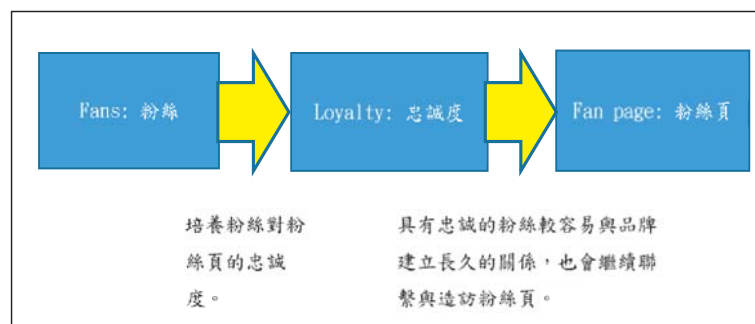 Fans: 粉絲
Loyalty: 忠誠度
Fan page: 粉絲頁
培養粉絲對粉
絲頁的忠誠
度。
具有忠誠的粉絲較容易與品牌
建立長久的關係，也會繼續聯
繫與造訪粉絲頁。